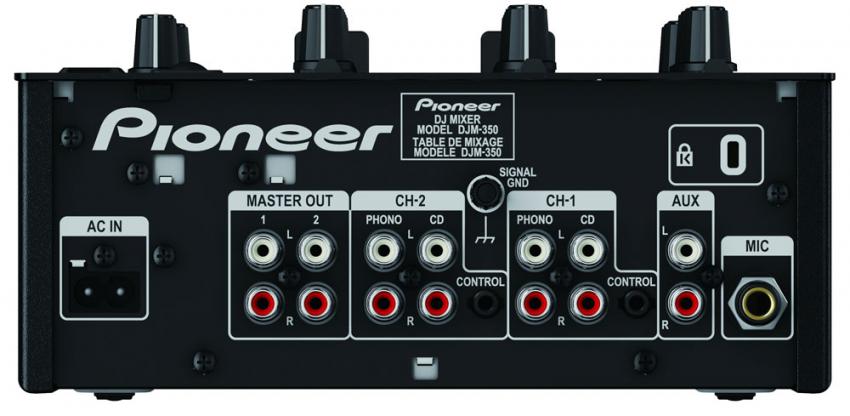 Pioneer
Pioneer
DJ MIXER
MODEL DJM-350
TABLE DE MIXAGE
MODELE DJM-350
SIGNAL
GND
K
AC IN
MASTER OUT
1 2
L
R
CH-2
PHONO CD
L
R
CONTROL
CH-1
PHONO CD
L
R
CONTROL
AUX
L
R
MIC